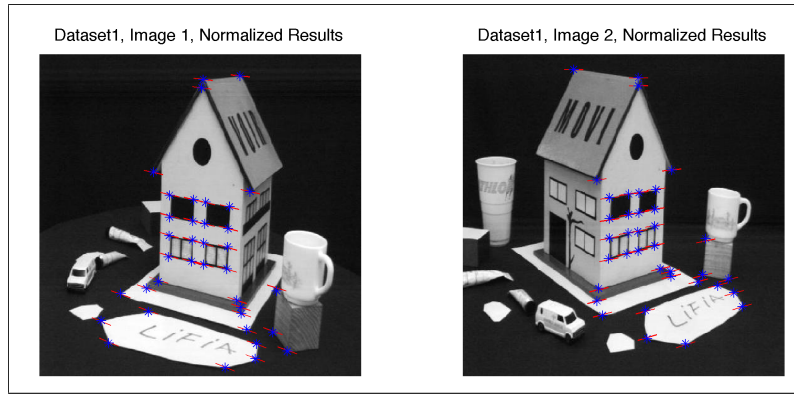 Dataset1, Image 1, Normalized Results
Dataset1, Image 2, Normalized Results
MOVI
LiFiA
LiFiA